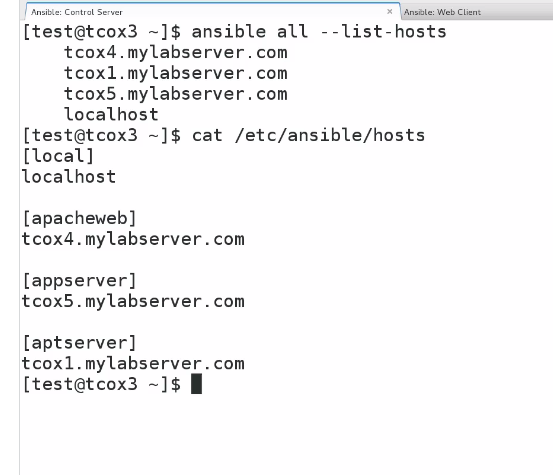 Ansible: Control Server × Ansible: Web Client
[test@tcox3 ~]$ ansible all --list-hosts
    tcox4.mylabserver.com
    tcox1.mylabserver.com
    tcox5.mylabserver.com
    localhost
[test@tcox3 ~]$ cat /etc/ansible/hosts
[local]
localhost

[apacheweb]
tcox4.mylabserver.com

[appserver]
tcox5.mylabserver.com

[aptserver]
tcox1.mylabserver.com
[test@tcox3 ~]$